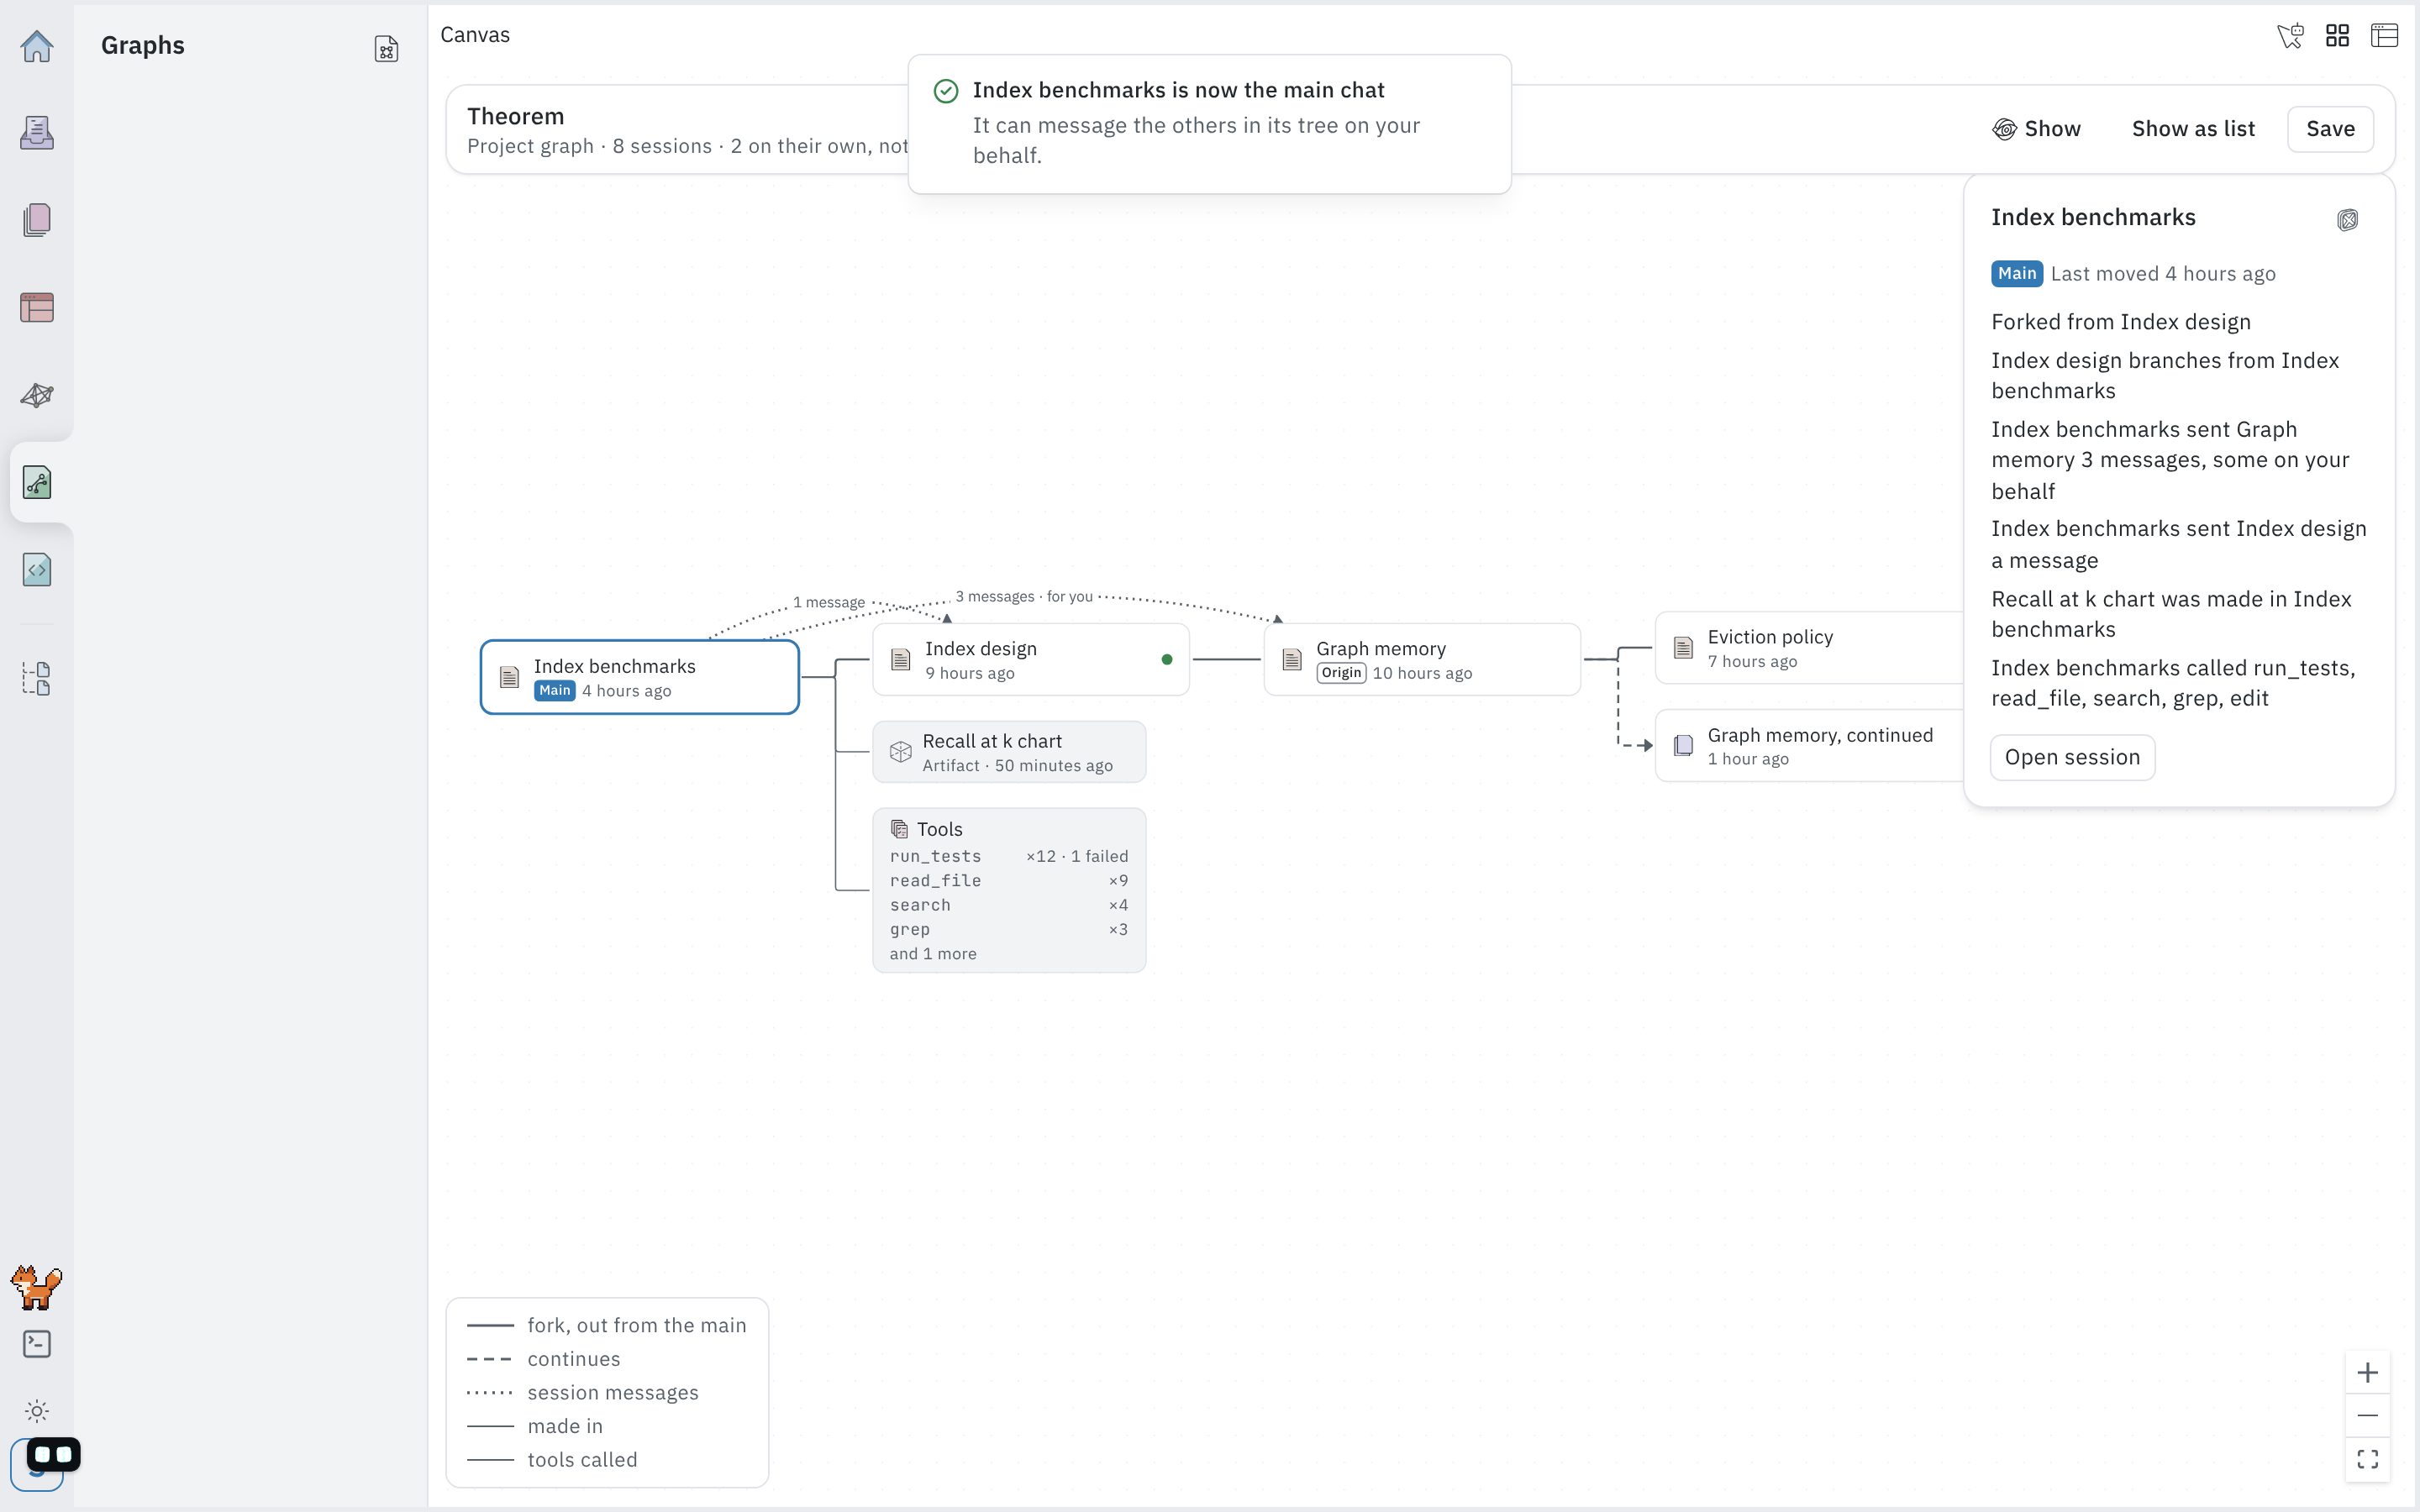 Graphs
Canvas
Index benchmarks is now the main chat
It can message the others in its tree on your
behalf.
Theorem
Project graph · 8 sessions · 2 on their own, not
Show
Show as list
Save
Index benchmarks
Main Last moved 4 hours ago
Forked from Index design
Index design branches from Index
benchmarks
Index benchmarks sent Graph
memory 3 messages, some on your
behalf
Index benchmarks sent Index design
a message
Recall at k chart was made in Index
benchmarks
Index benchmarks called run_tests,
read_file, search, grep, edit
Open session
1 message
3 messages · for you
Index benchmarks
Main 4 hours ago
Index design
9 hours ago
Graph memory
Origin 10 hours ago
Eviction policy
7 hours ago
Graph memory, continued
1 hour ago
Recall at k chart
Artifact · 50 minutes ago
Tools
run_tests ×12 · 1 failed
read_file ×9
search ×4
grep ×3
and 1 more
fork, out from the main
continues
session messages
made in
tools called